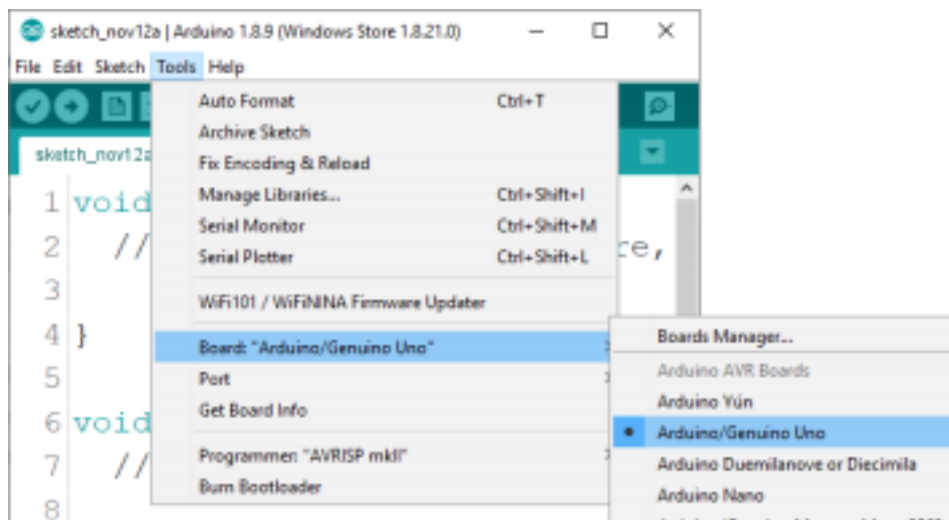 sketch_nov12a | Arduino 1.8.9 (Windows Store 1.8.21.0)
File Edit Sketch Tools Help
sketch_nov12a
Auto Format Ctrl+T
Archive Sketch
Fix Encoding & Reload
Manage Libraries... Ctrl+Shift+I
Serial Monitor Ctrl+Shift+M
Serial Plotter Ctrl+Shift+L
WiFi101 / WiFiNINA Firmware Updater
Board: "Arduino/Genuino Uno"
Port
Get Board Info
Programmer: "AVRISP mkII"
Burn Bootloader
1 void
2 // re,
3
4 }
5
6 void
7 //
8
Boards Manager...
Arduino AVR Boards
Arduino Yún
Arduino/Genuino Uno
Arduino Duemilanove or Diecimila
Arduino Nano